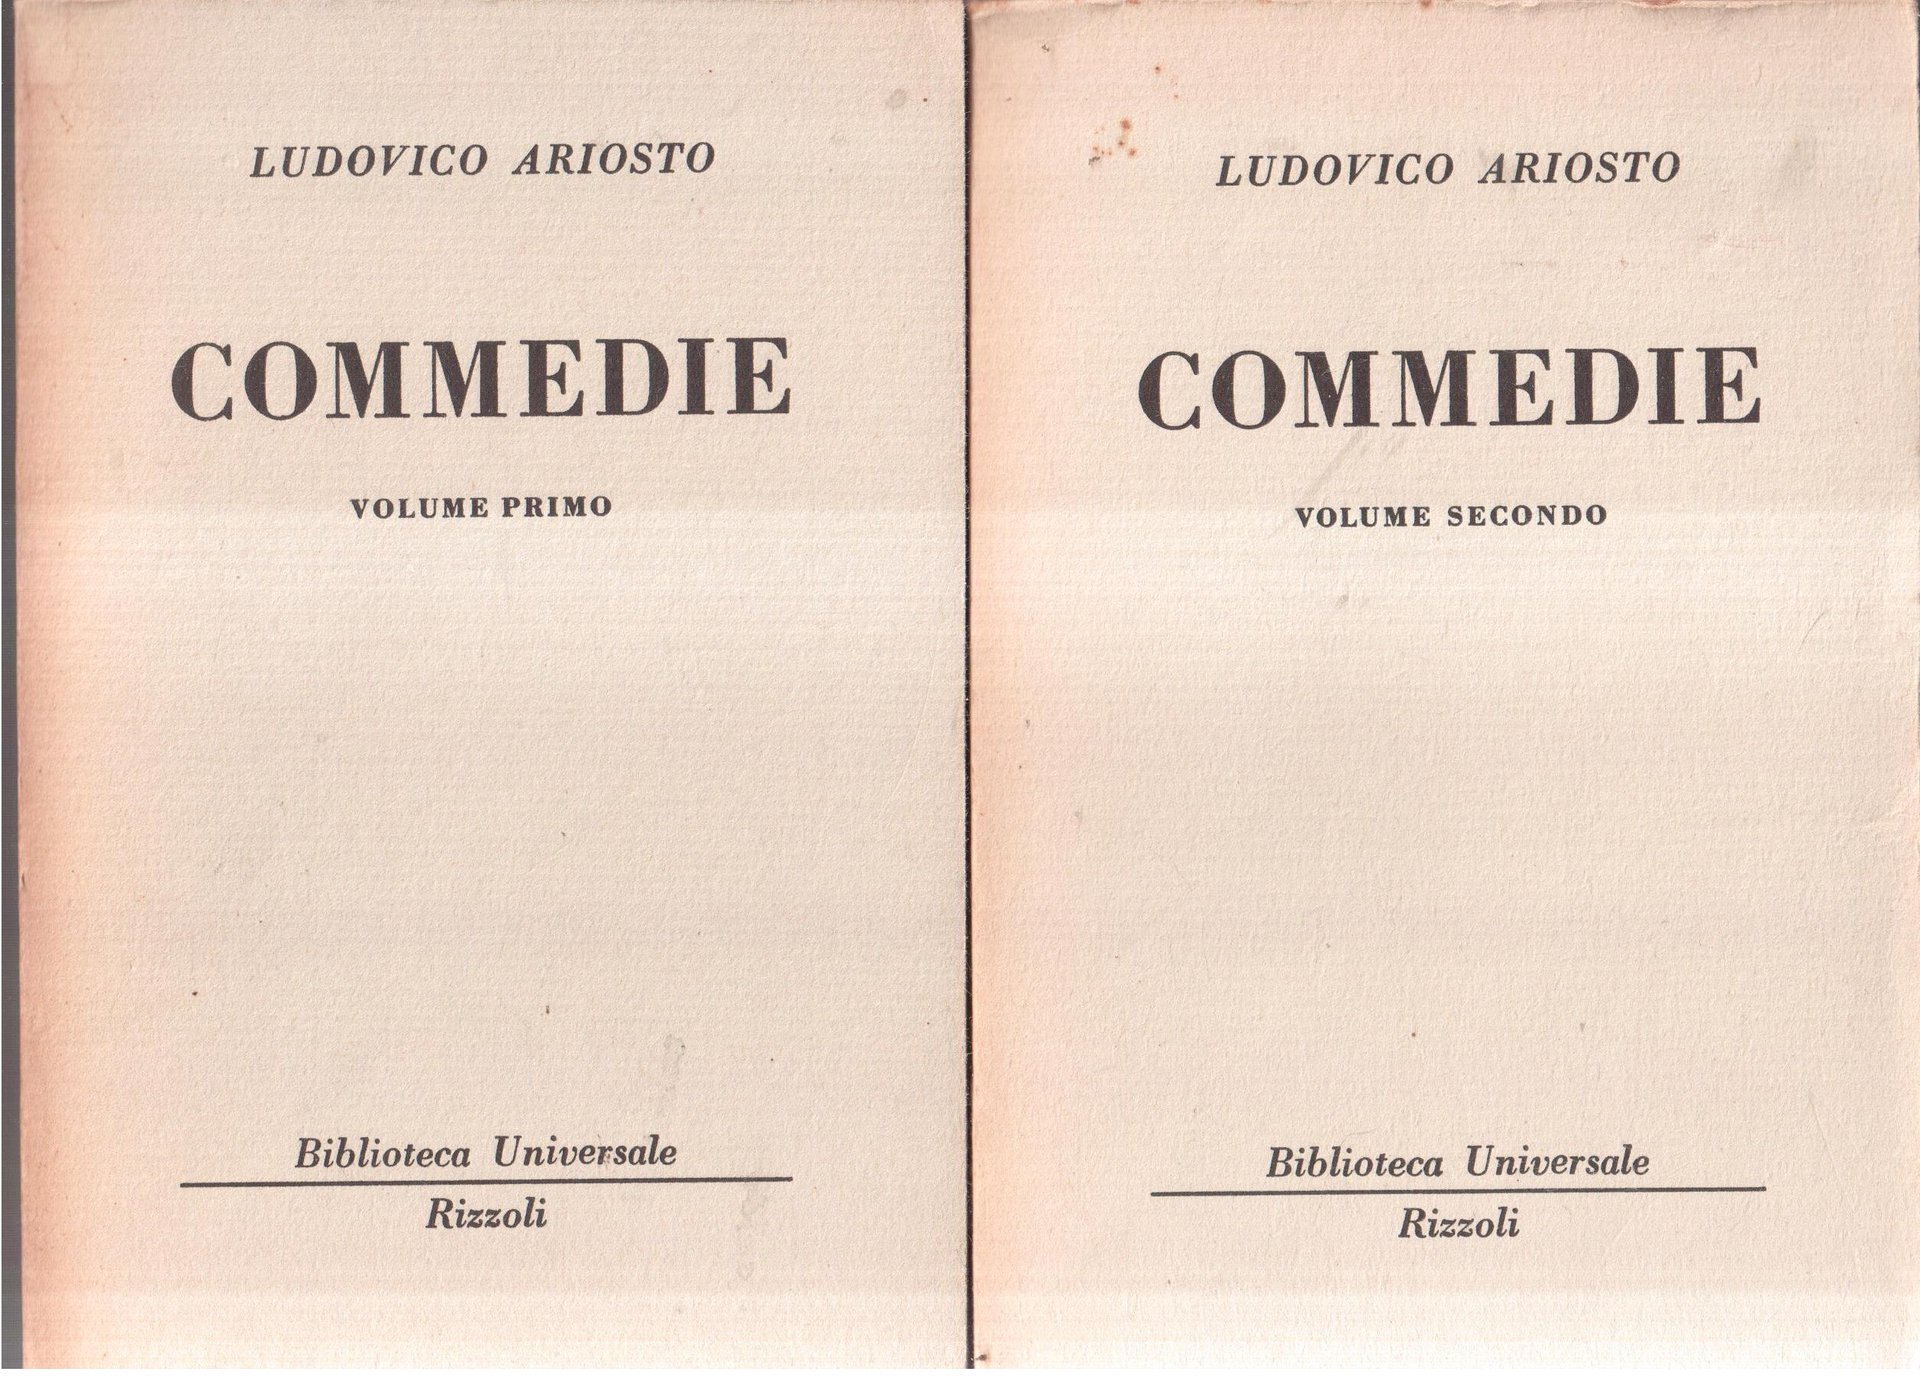 LUDOVICO ARIOSTO
COMMEDIE
VOLUME PRIMO
Biblioteca Universale
Rizzoli
LUDOVICO ARIOSTO
COMMEDIE
VOLUME SECONDO
Biblioteca Universale
Rizzoli